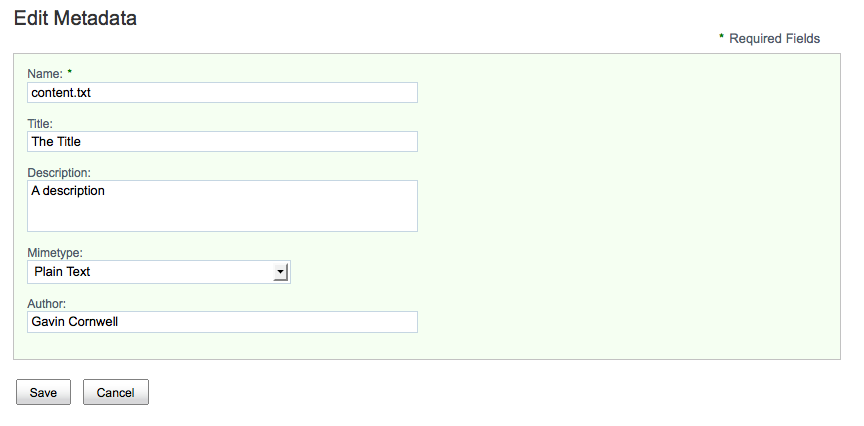 Edit Metadata
* Required Fields
Name: *
content.txt
Title:
The Title
Description:
A description
Mimetype:
Plain Text
Author:
Gavin Cornwell
Save Cancel